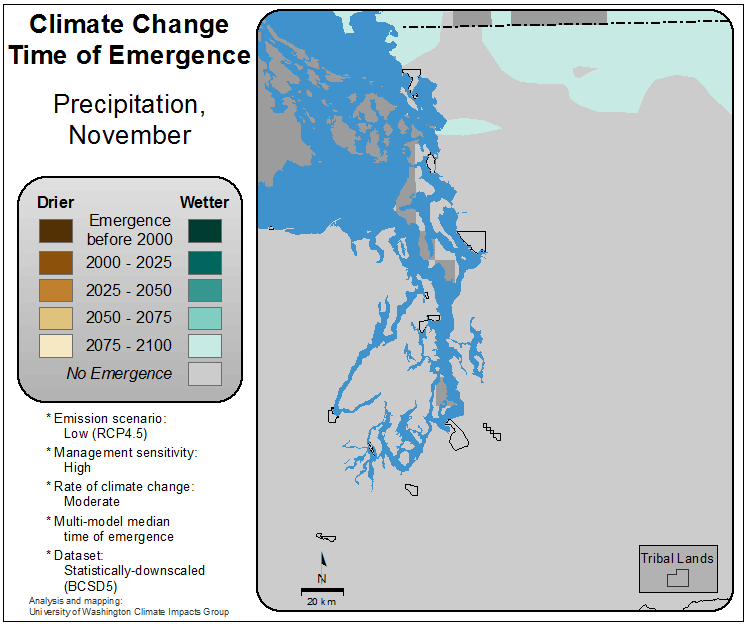 Climate Change
Time of Emergence
Precipitation,
November
Drier Wetter
Emergence
before 2000
2000 - 2025
2025 - 2050
2050 - 2075
2075 - 2100
No Emergence
* Emission scenario:
Low (RCP4.5)
* Management sensitivity:
High
* Rate of climate change:
Moderate
* Multi-model median
time of emergence
* Dataset:
Statistically-downscaled
(BCSD5)
Analysis and mapping:
University of Washington Climate Impacts Group
N
20 km
Tribal Lands